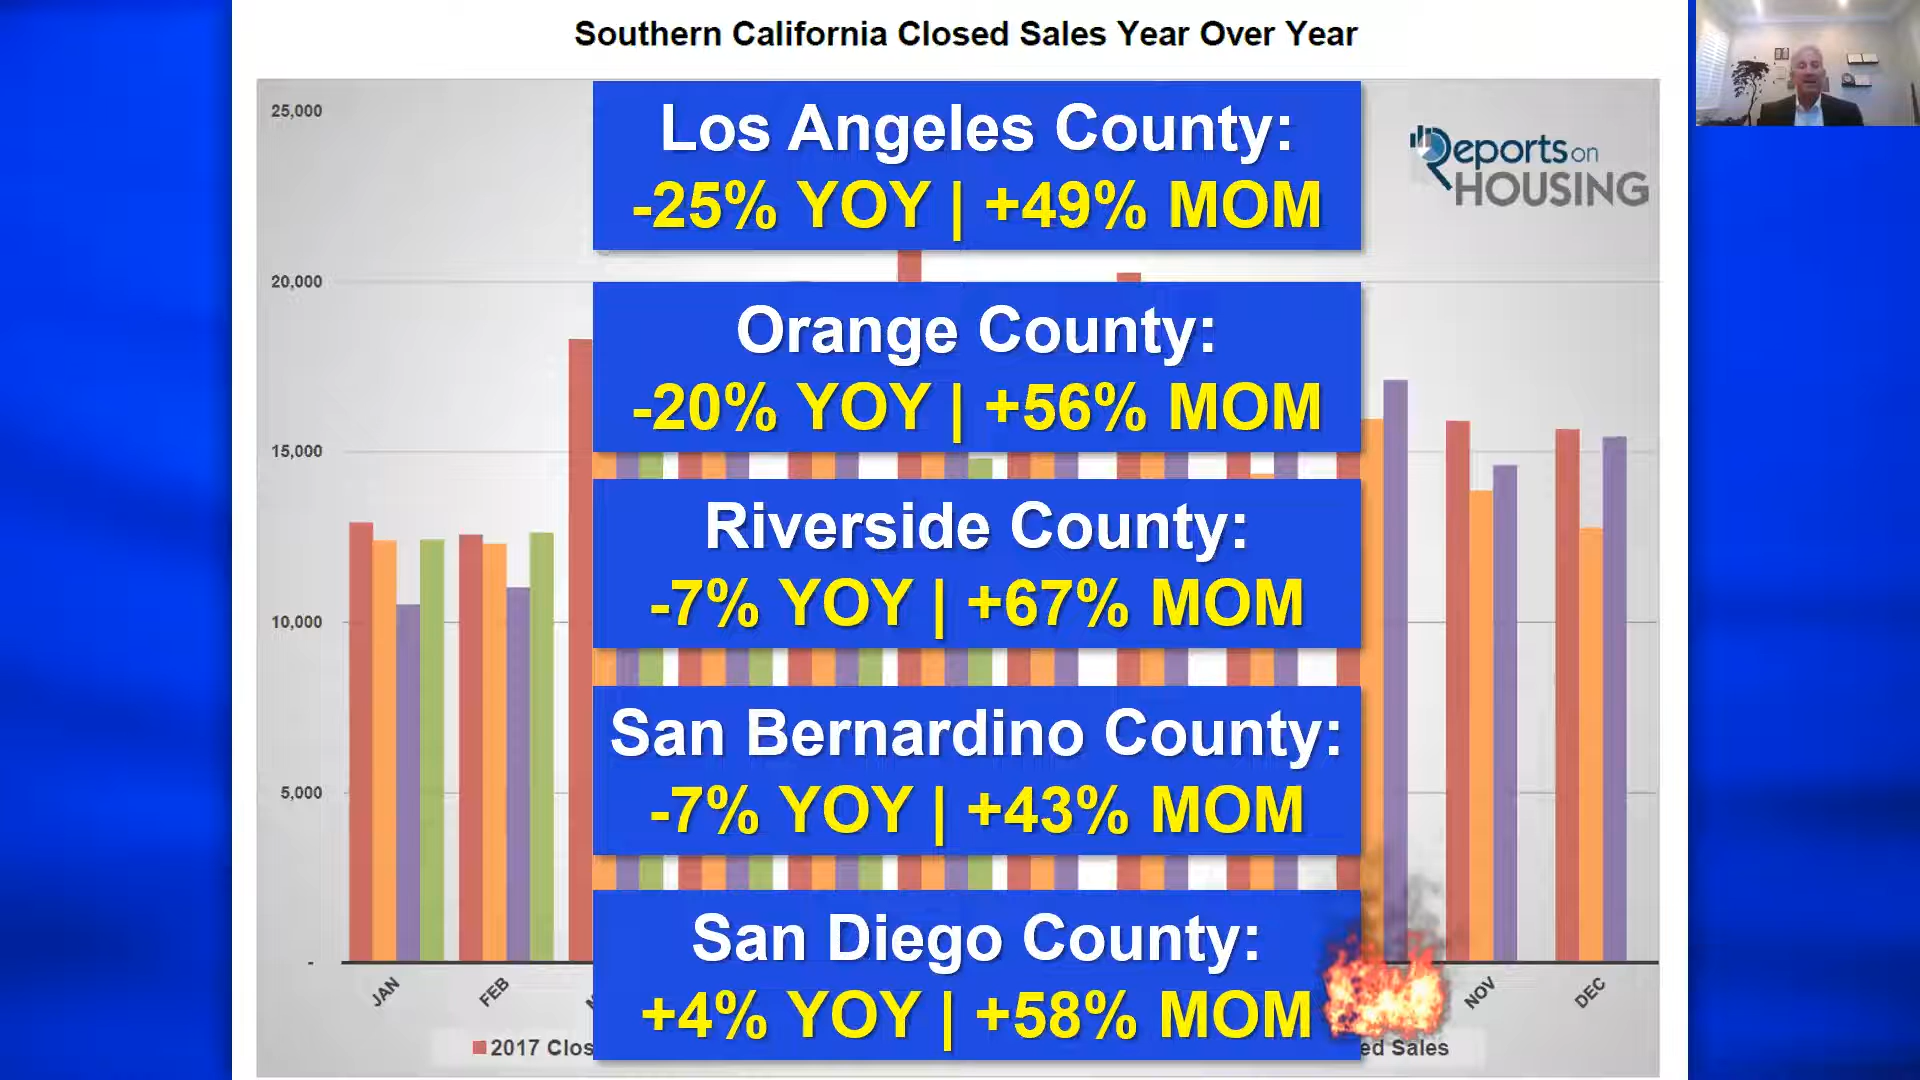 Southern California Closed Sales Year Over Year
25,000
20,000
15,000
10,000
5,000
-
Reports on
HOUSING
Los Angeles County:
-25% YOY | +49% MOM
Orange County:
-20% YOY | +56% MOM
Riverside County:
-7% YOY | +67% MOM
San Bernardino County:
-7% YOY | +43% MOM
San Diego County:
+4% YOY | +58% MOM
JAN
FEB
NOV
DEC
2017 Clos
ed Sales